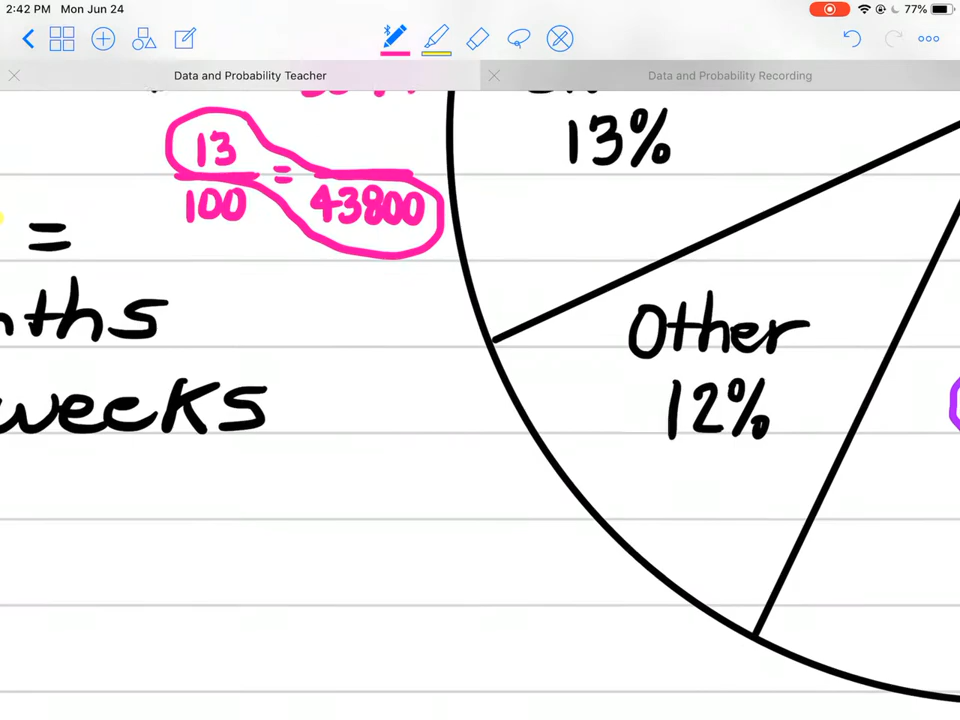 2:42 PM Mon Jun 24
77%
Data and Probability Teacher
Data and Probability Recording
13%
13
100
=
43800
=
nths
weeks
Other
12%